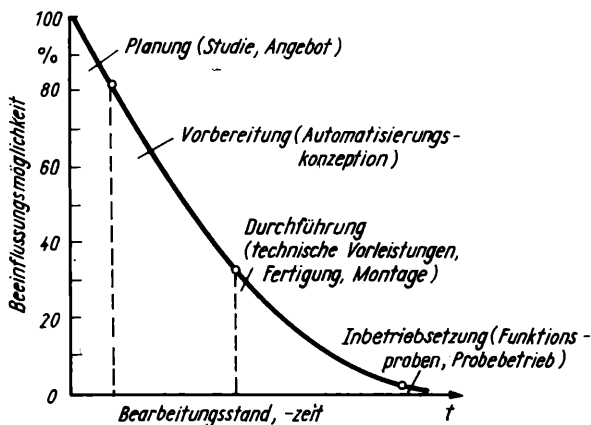 100
%
80
60
40
20
0
Beeinflussungsmöglichkeit
Planung (Studie, Angebot)
Vorbereitung (Automatisierungs-
konzeption)
Durchführung
(technische Vorleistungen,
Fertigung, Montage)
Inbetriebsetzung (Funktions-
proben, Probebetrieb)
Bearbeitungsstand, -zeit
t